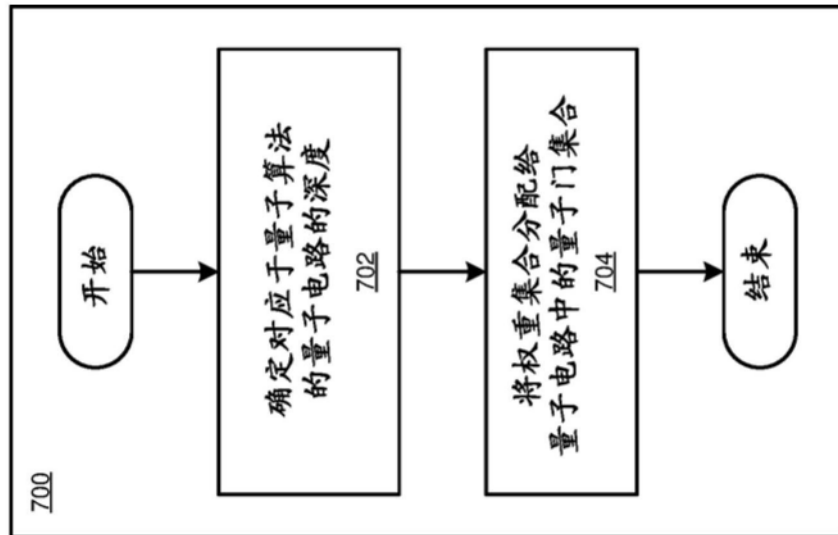 700
开始
确定对应于量子算法
的量子电路的深度
702
将权重集合分配给
量子电路中的量子门集合
704
结束